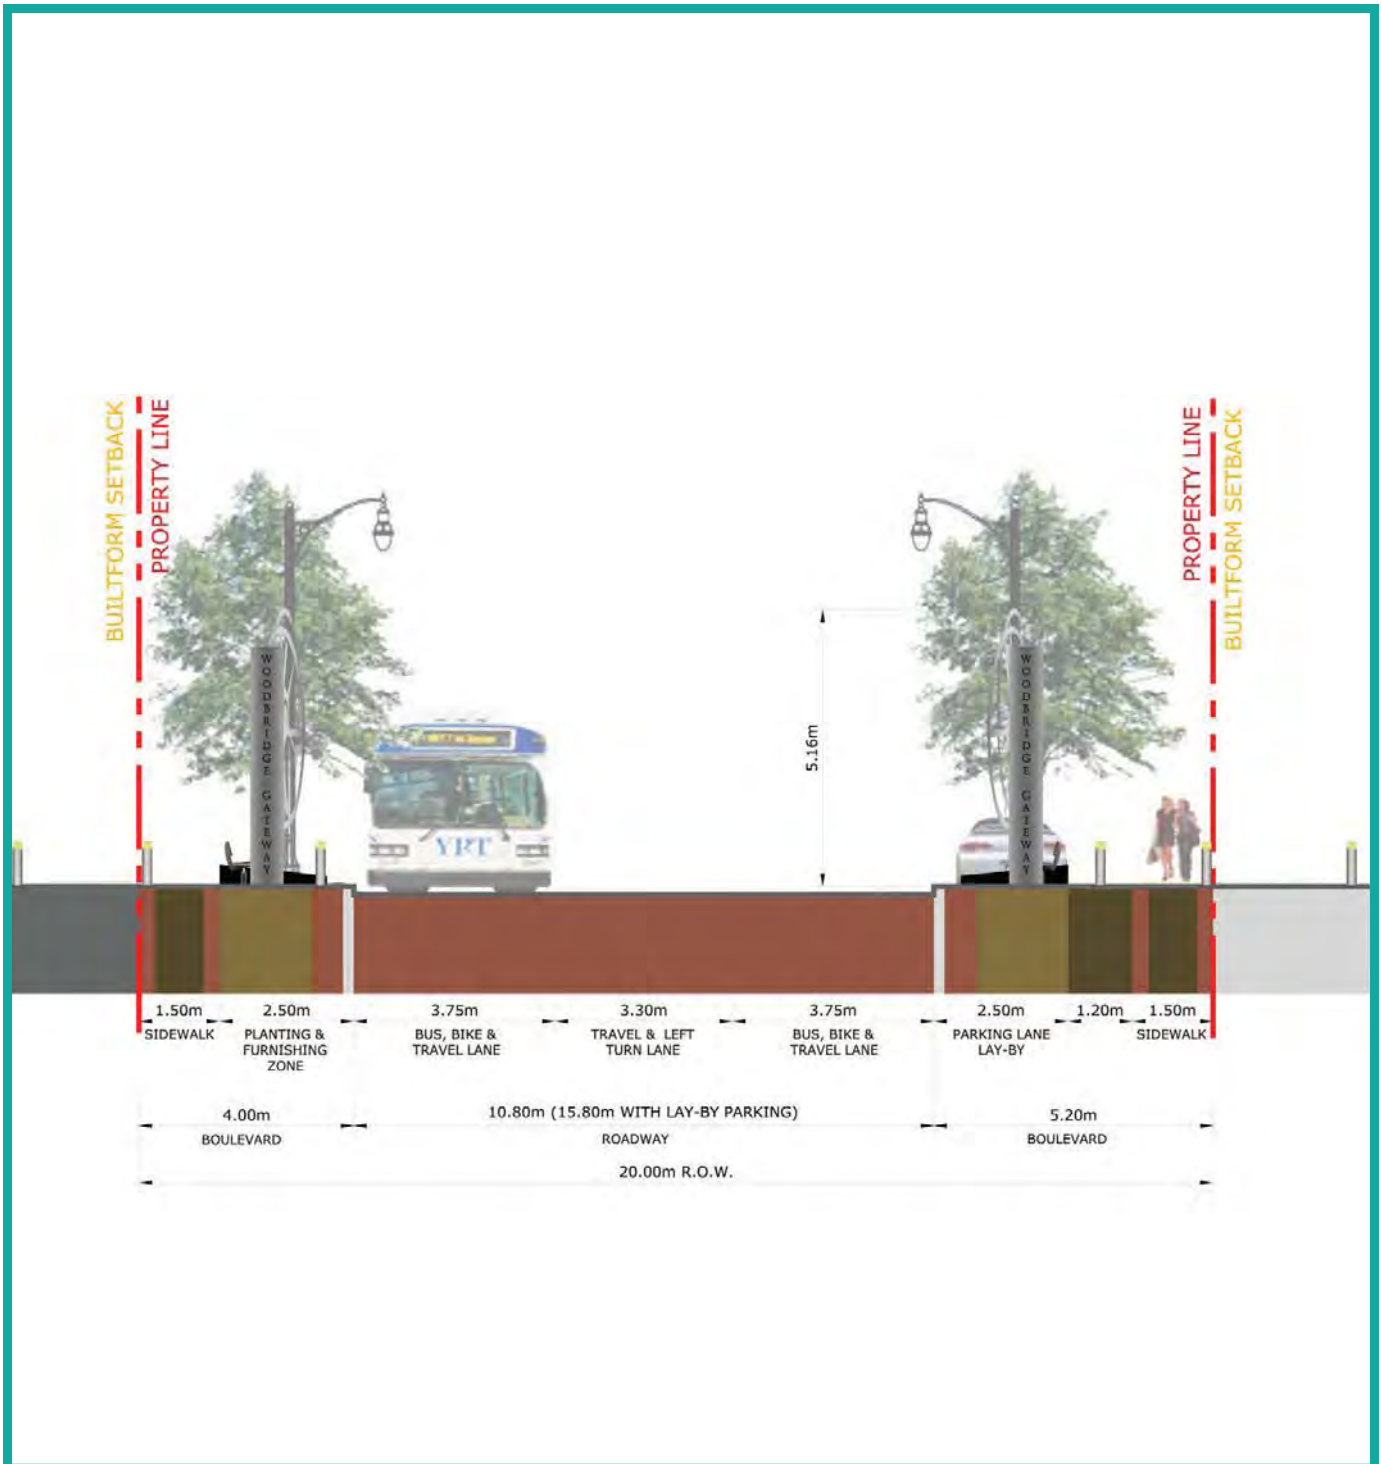 BUILTFORM SETBACK
PROPERTY LINE
PROPERTY LINE
BUILTFORM SETBACK
WOODBRIDGE GATEWAY
WOODBRIDGE GATEWAY
5.16m
YRT
1.50m
SIDEWALK
2.50m
PLANTING &
FURNISHING
ZONE
3.75m
BUS, BIKE &
TRAVEL LANE
3.30m
TRAVEL & LEFT
TURN LANE
3.75m
BUS, BIKE &
TRAVEL LANE
2.50m
PARKING LANE
LAY-BY
1.20m
1.50m
SIDEWALK
4.00m
BOULEVARD
10.80m (15.80m WITH LAY-BY PARKING)
ROADWAY
5.20m
BOULEVARD
20.00m R.O.W.